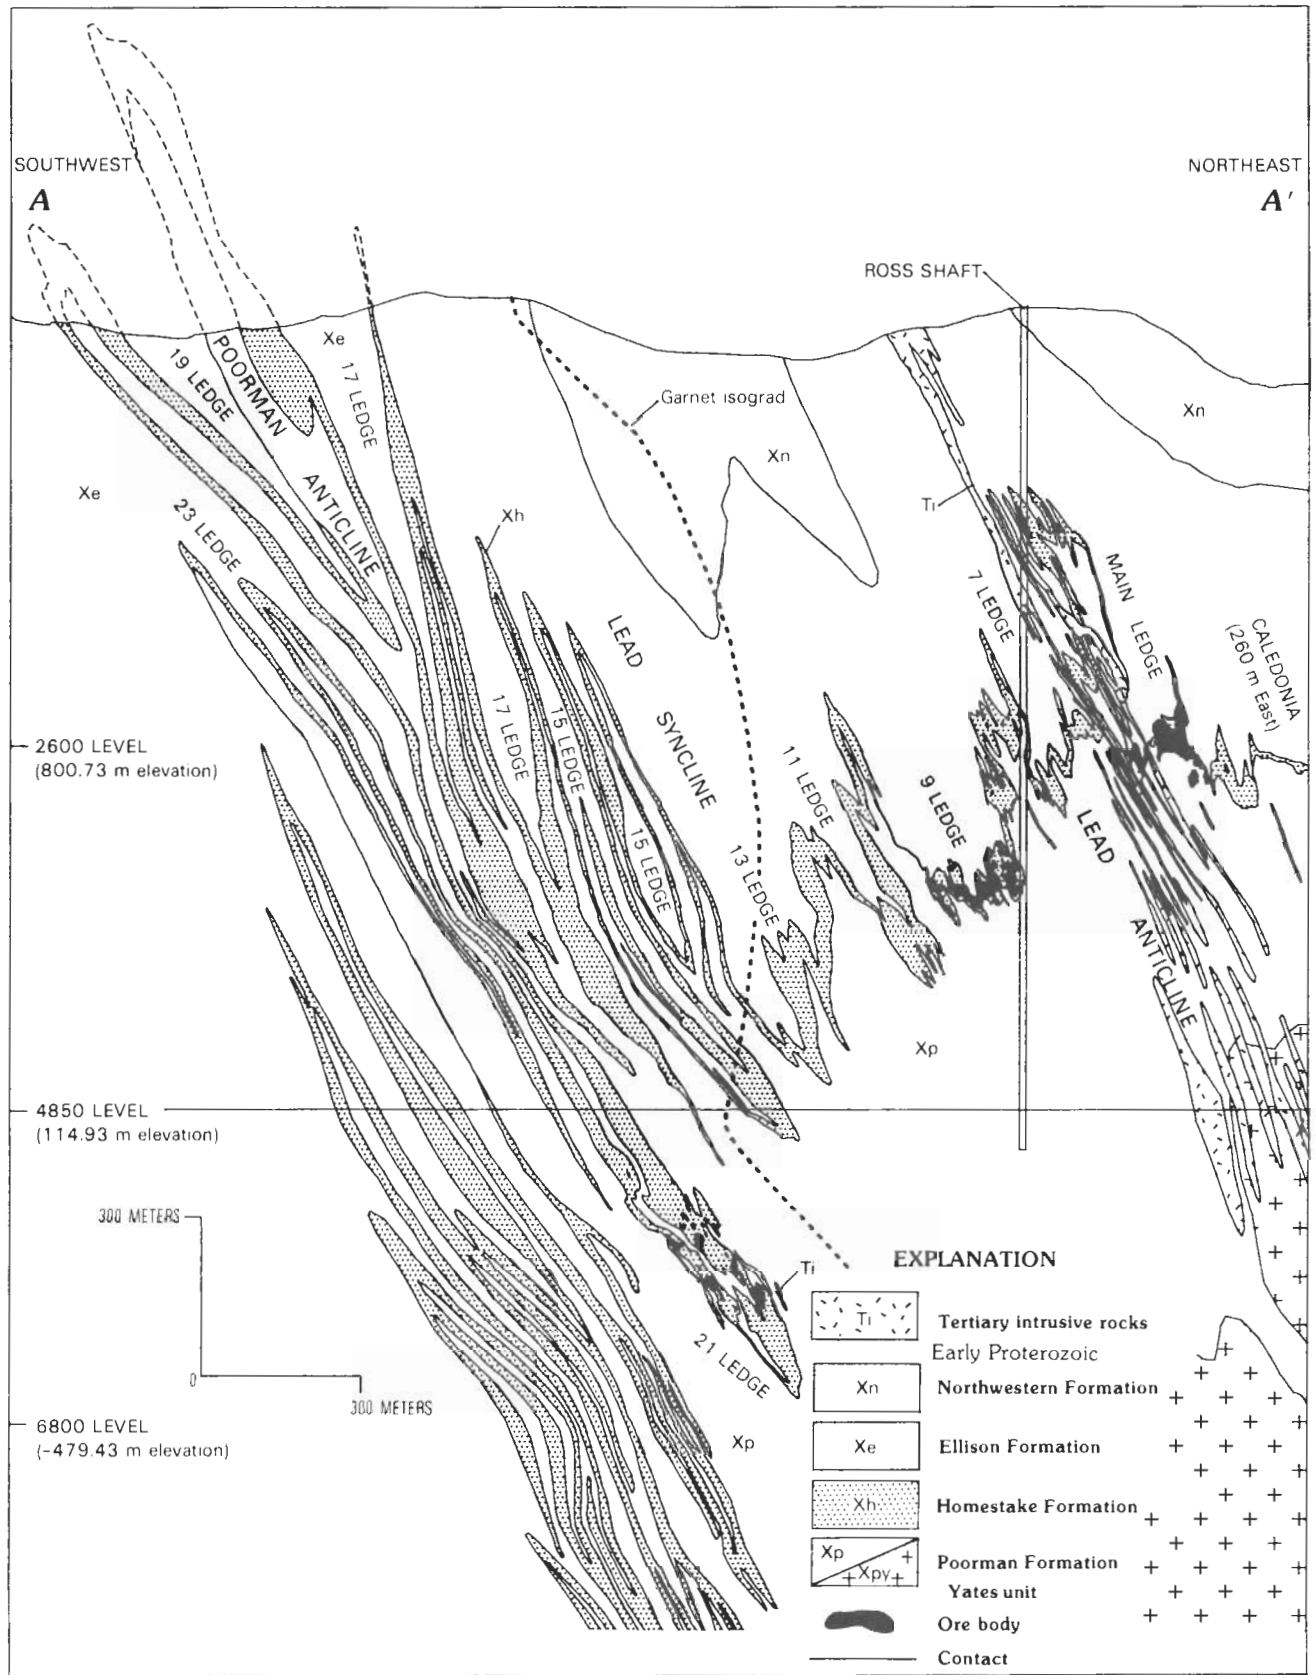 SOUTHWEST
A
NORTHEAST
A'
ROSS SHAFT
Xe
17 LEDGE
19 LEDGE
POORMAN
ANTICLINE
Garnet isograd
Xn
Xn
Xe
23 LEDGE
Xh
Ti
MAIN
LEDGE
7 LEDGE
LEAD
SYNCLINE
CALEDONIA
(260 m East)
17 LEDGE
15 LEDGE
15 LEDGE
11 LEDGE
9 LEDGE
13 LEDGE
LEAD
ANTICLINE
2600 LEVEL
(800.73 m elevation)
Xp
4850 LEVEL
(114.93 m elevation)
300 METERS
0
300 METERS
Ti
21 LEDGE
6800 LEVEL
(-479.43 m elevation)
Xp
EXPLANATION
Ti Tertiary intrusive rocks
Early Proterozoic
Xn Northwestern Formation
Xe Ellison Formation
Xh Homestake Formation
Xp Poorman Formation
Xpy Yates unit
Ore body
Contact